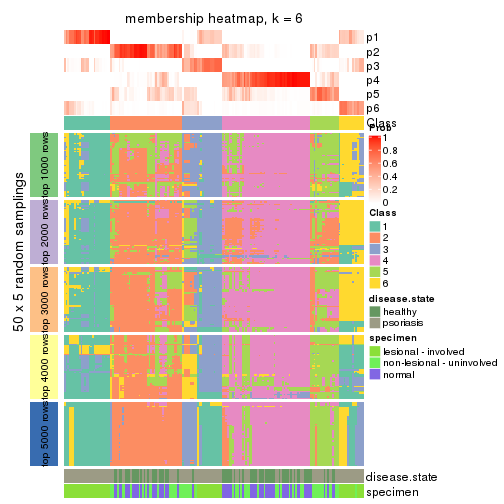 membership heatmap, k = 6
p1
p2
p3
p4
p5
p6
Class
50 x 5 random samplings
top 1000 rows
top 2000 rows
top 3000 rows
top 4000 rows
top 5000 rows
Prob
1
0.8
0.6
0.4
0.2
0
Class
1
2
3
4
5
6
disease.state
healthy
psoriasis
specimen
lesional - involved
non-lesional - uninvolved
normal
disease.state
specimen